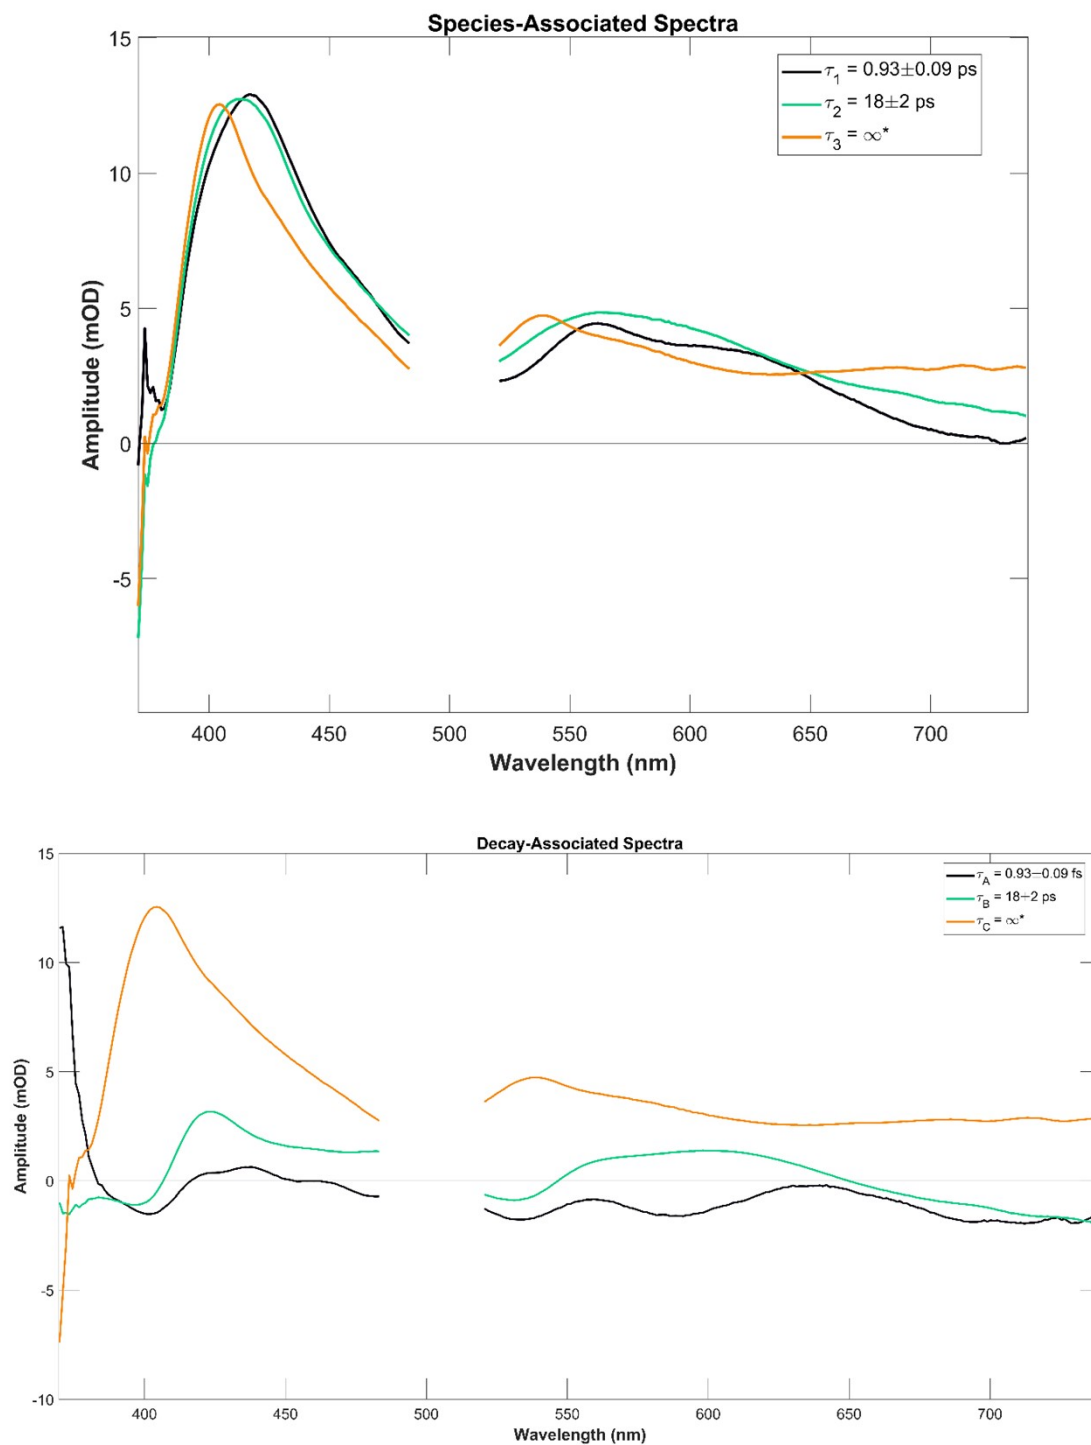 Species-Associated Spectra
15
10
5
0
-5
Amplitude (mOD)
τ1 = 0.93±0.09 ps
τ2 = 18±2 ps
τ3 = ∞*
400 450 500 550 600 650 700
Wavelength (nm)
Decay-Associated Spectra
15
10
5
0
-5
-10
Amplitude (mOD)
τA = 0.93±0.09 fs
τB = 18±2 ps
τC = ∞*
400 450 500 550 600 650 700
Wavelength (nm)